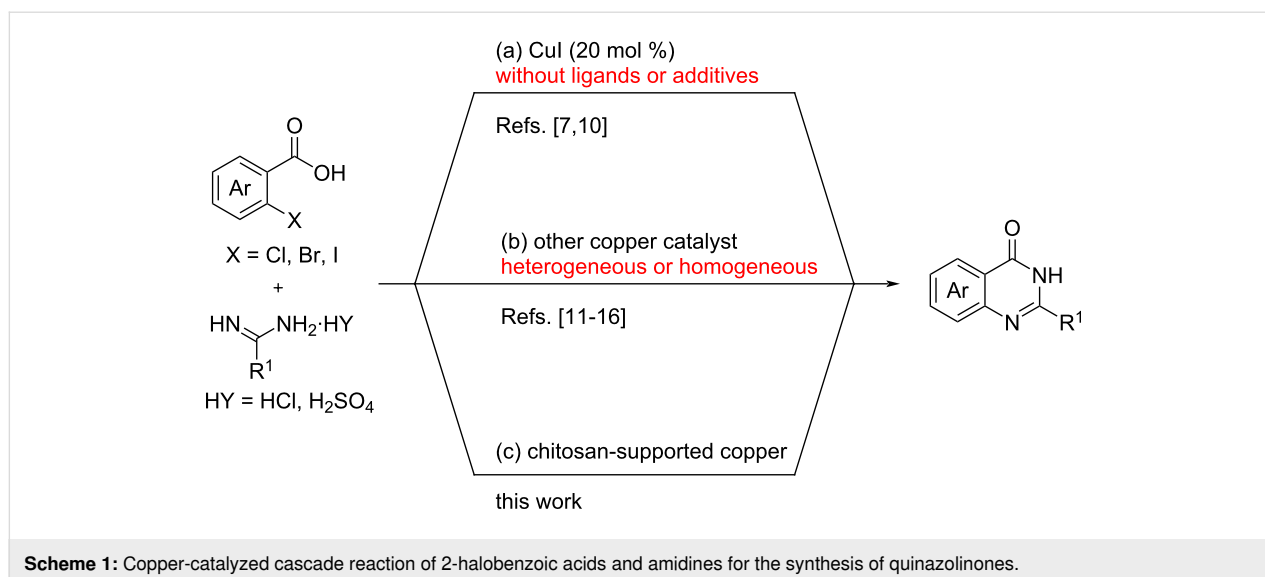 (a) CuI (20 mol %)
without ligands or additives
Refs. [7,10]
O
OH
Ar
X
X = Cl, Br, I
+
HN
NH₂·HY
R¹
HY = HCl, H₂SO₄
(b) other copper catalyst
heterogeneous or homogeneous
Refs. [11-16]
(c) chitosan-supported copper
this work
O
NH
Ar
N
R¹
Scheme 1: Copper-catalyzed cascade reaction of 2-halobenzoic acids and amidines for the synthesis of quinazolinones.